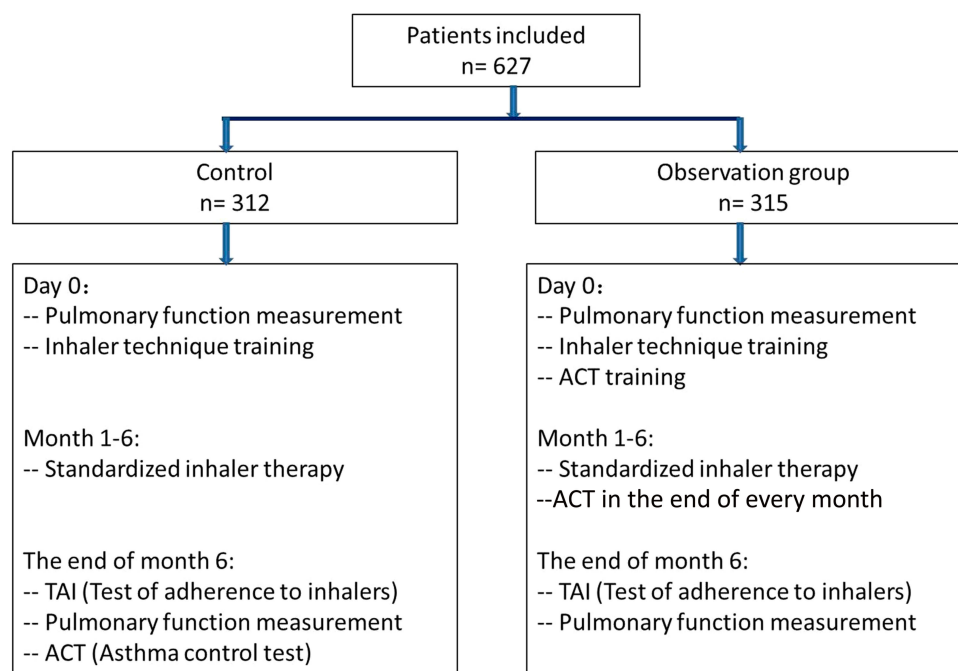 Patients included
n= 627
Control
n= 312
Observation group
n= 315
Day 0：
-- Pulmonary function measurement
-- Inhaler technique training
Month 1-6:
-- Standardized inhaler therapy
The end of month 6:
-- TAI (Test of adherence to inhalers)
-- Pulmonary function measurement
-- ACT (Asthma control test)
Day 0：
-- Pulmonary function measurement
-- Inhaler technique training
-- ACT training
Month 1-6:
-- Standardized inhaler therapy
--ACT in the end of every month
The end of month 6:
-- TAI (Test of adherence to inhalers)
-- Pulmonary function measurement